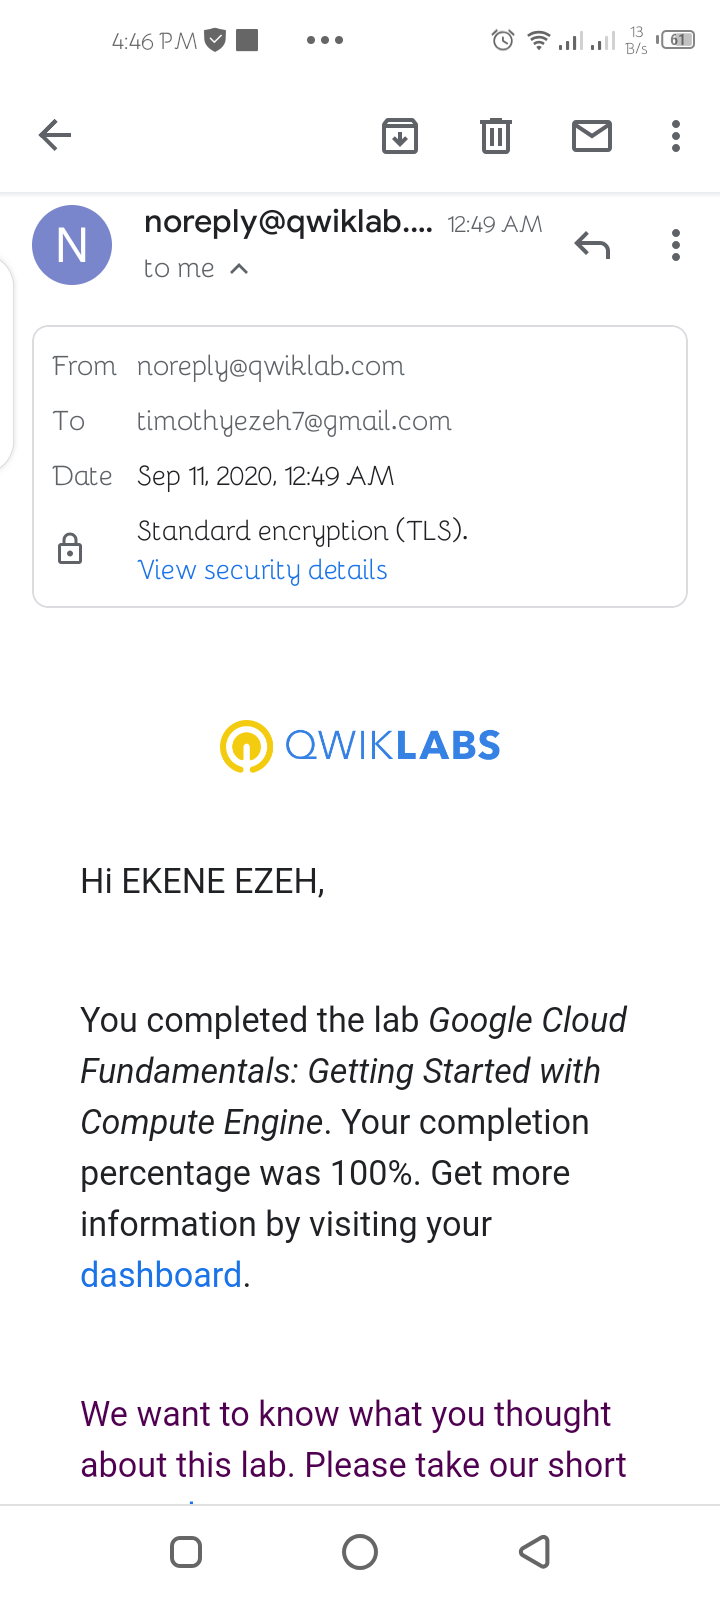 4:46 PM
13
B/s
61
N
noreply@qwiklab.... 12:49 AM
to me
From noreply@qwiklab.com
To timothyezeh7@gmail.com
Date Sep 11, 2020, 12:49 AM
Standard encryption (TLS).
View security details
QWIKLABS
Hi EKENE EZEH,
You completed the lab Google Cloud
Fundamentals: Getting Started with
Compute Engine. Your completion
percentage was 100%. Get more
information by visiting your
dashboard.
We want to know what you thought
about this lab. Please take our short